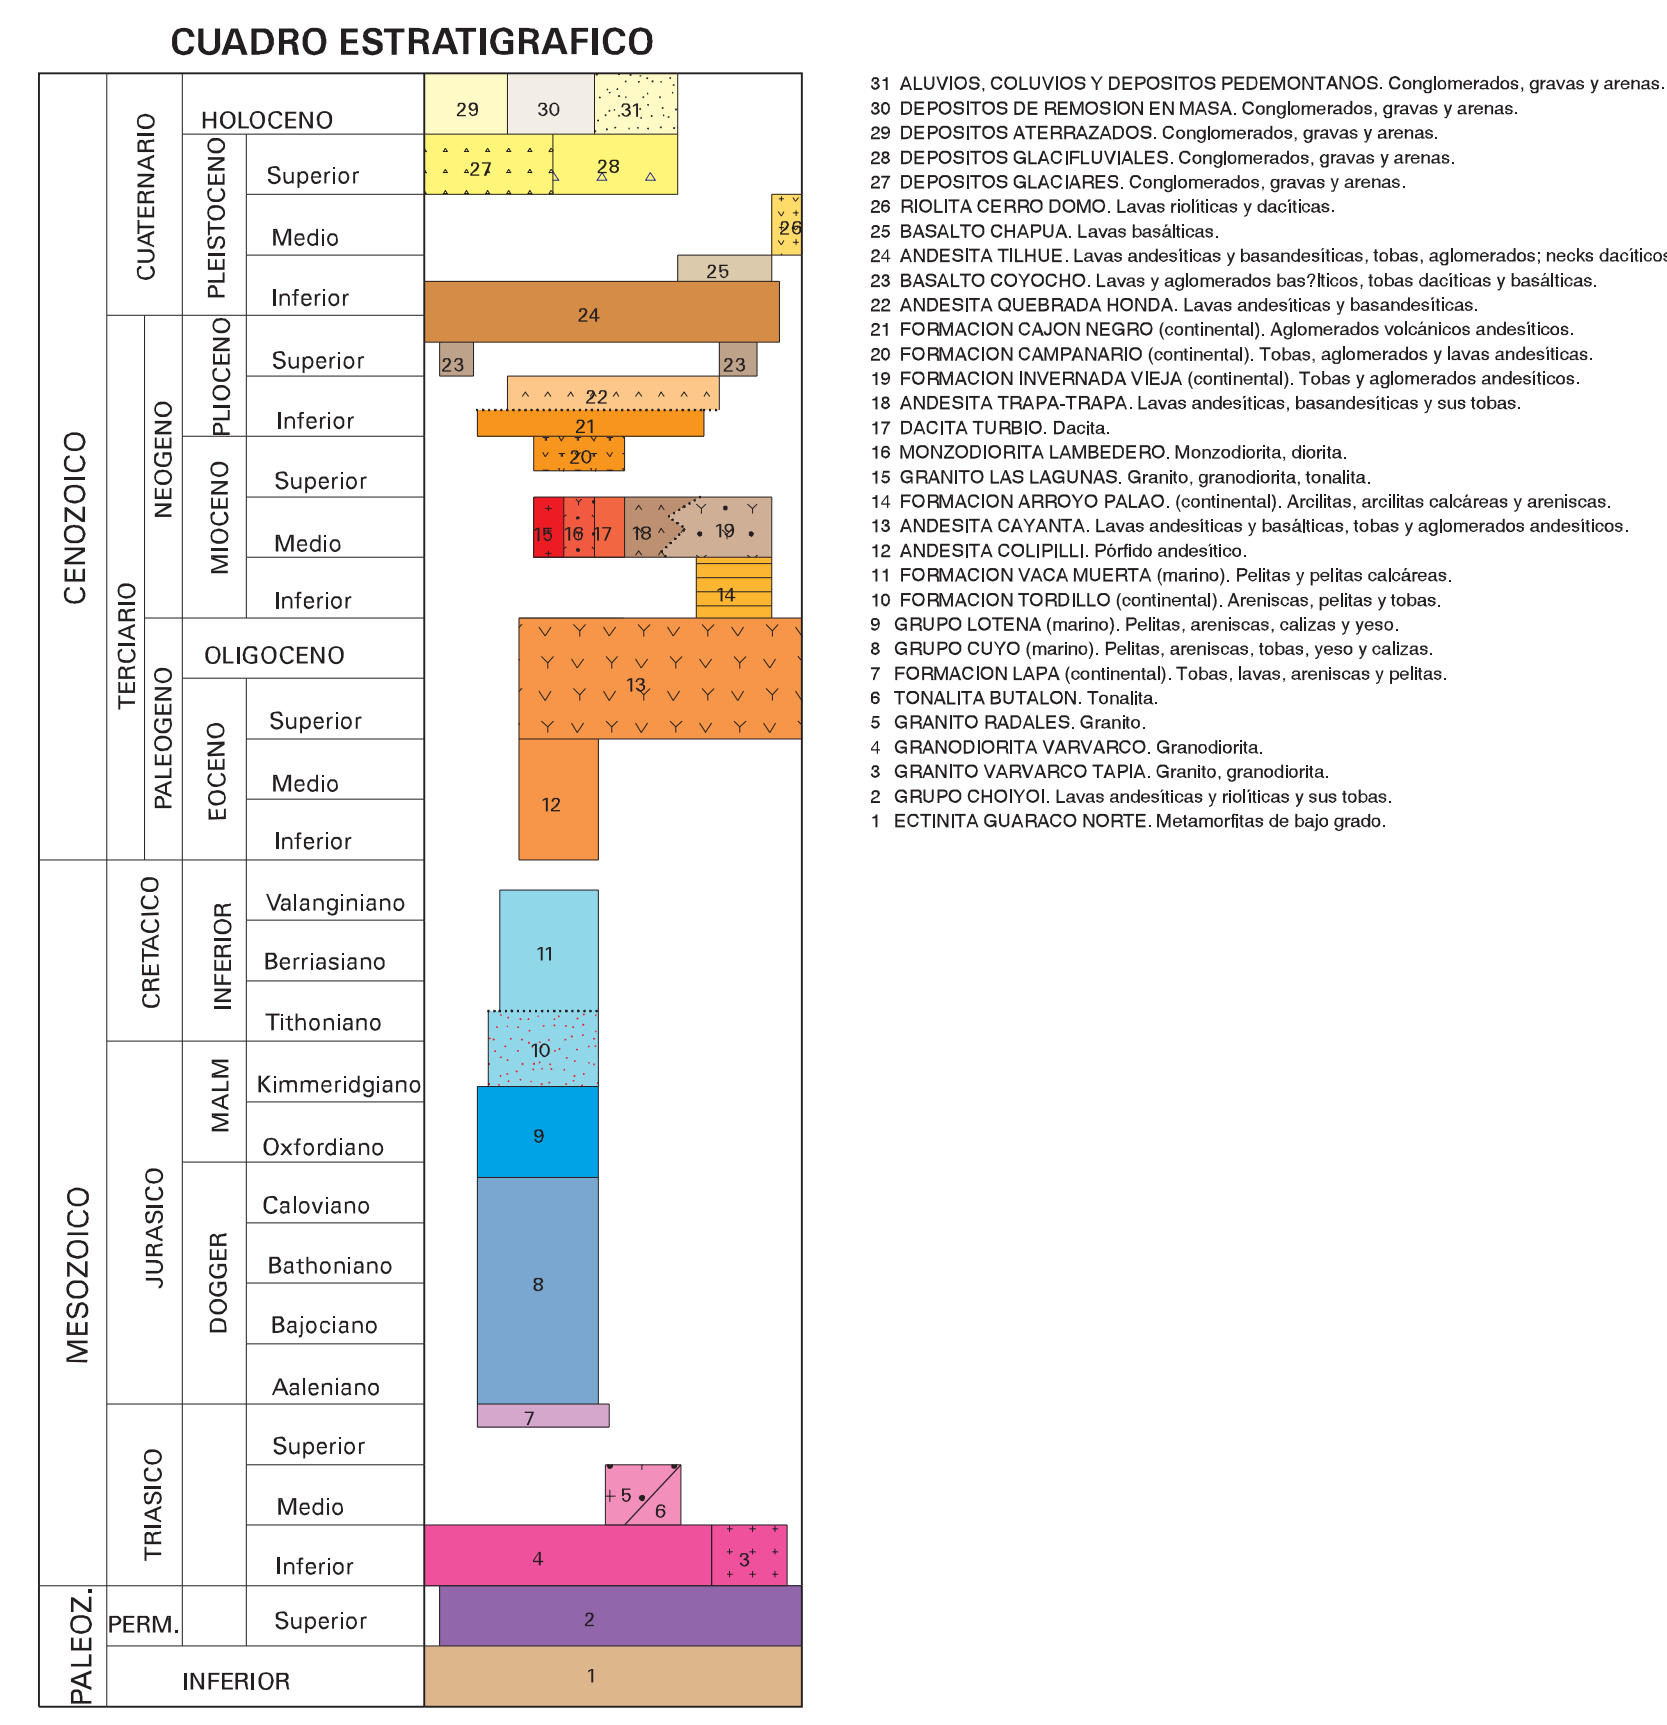 CUADRO ESTRATIGRAFICO
CENOZOICO
CUATERNARIO
HOLOCENO
PLEISTOCENO
Superior
Medio
Inferior
TERCIARIO
NEOGENO
PLIOCENO
Superior
Inferior
MIOCENO
Superior
Medio
Inferior
PALEOGENO
OLIGOCENO
EOCENO
Superior
Medio
Inferior
MESOZOICO
CRETACICO
INFERIOR
Valanginiano
Berriasiano
Tithoniano
JURASICO
MALM
Kimmeridgiano
Oxfordiano
DOGGER
Caloviano
Bathoniano
Bajociano
Aaleniano
TRIASICO
Superior
Medio
Inferior
PALEOZ.
PERM.
Superior
INFERIOR
29 30 31
27 28
26
25
24
23 23
22
21
20
15 16 17 18 19
14
13
12
11
10
9
8
7
5 6
4 3
2
1
31 ALUVIOS, COLUVIOS Y DEPOSITOS PEDEMONTANOS. Conglomerados, gravas y arenas.
30 DEPOSITOS DE REMOSION EN MASA. Conglomerados, gravas y arenas.
29 DEPOSITOS ATERRAZADOS. Conglomerados, gravas y arenas.
28 DEPOSITOS GLACIFLUVIALES. Conglomerados, gravas y arenas.
27 DEPOSITOS GLACIARES. Conglomerados, gravas y arenas.
26 RIOLITA CERRO DOMO. Lavas riolíticas y dacíticas.
25 BASALTO CHAPUA. Lavas basálticas.
24 ANDESITA TILHUE. Lavas andesíticas y basandesíticas, tobas, aglomerados; necks dacíticos
23 BASALTO COYOCHO. Lavas y aglomerados bas?lticos, tobas dacíticas y basálticas.
22 ANDESITA QUEBRADA HONDA. Lavas andesíticas y basandesíticas.
21 FORMACION CAJON NEGRO (continental). Aglomerados volcánicos andesíticos.
20 FORMACION CAMPANARIO (continental). Tobas, aglomerados y lavas andesíticas.
19 FORMACION INVERNADA VIEJA (continental). Tobas y aglomerados andesíticos.
18 ANDESITA TRAPA-TRAPA. Lavas andesíticas, basandesíticas y sus tobas.
17 DACITA TURBIO. Dacita.
16 MONZODIORITA LAMBEDERO. Monzodiorita, diorita.
15 GRANITO LAS LAGUNAS. Granito, granodiorita, tonalita.
14 FORMACION ARROYO PALAO. (continental). Arcilitas, arcilitas calcáreas y areniscas.
13 ANDESITA CAYANTA. Lavas andesíticas y basálticas, tobas y aglomerados andesíticos.
12 ANDESITA COLIPILLI. Pórfido andesítico.
11 FORMACION VACA MUERTA (marino). Pelitas y pelitas calcáreas.
10 FORMACION TORDILLO (continental). Areniscas, pelitas y tobas.
9 GRUPO LOTENA (marino). Pelitas, areniscas, calizas y yeso.
8 GRUPO CUYO (marino). Pelitas, areniscas, tobas, yeso y calizas.
7 FORMACION LAPA (continental). Tobas, lavas, areniscas y pelitas.
6 TONALITA BUTALON. Tonalita.
5 GRANITO RADALES. Granito.
4 GRANODIORITA VARVARCO. Granodiorita.
3 GRANITO VARVARCO TAPIA. Granito, granodiorita.
2 GRUPO CHOIYOI. Lavas andesíticas y riolíticas y sus tobas.
1 ECTINITA GUARACO NORTE. Metamorfitas de bajo grado.